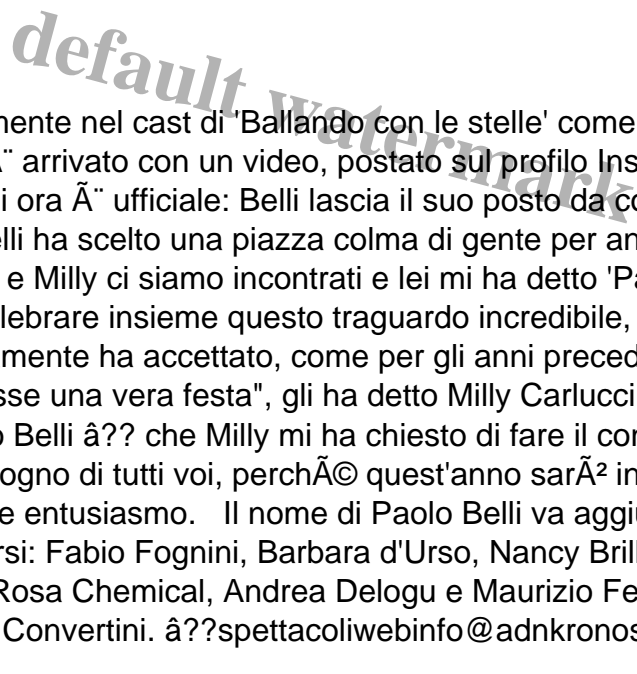 default watermark
mente nel cast di 'Ballando con le stelle' come
Ã¨ arrivato con un video, postato sul profilo Ins
i ora Ã¨ ufficiale: Belli lascia il suo posto da co
elli ha scelto una piazza colma di gente per an
e Milly ci siamo incontrati e lei mi ha detto 'Pa
lebrare insieme questo traguardo incredibile,
mente ha accettato, come per gli anni preced
sse una vera festa", gli ha detto Milly Carlucci
o Belli â?? che Milly mi ha chiesto di fare il con
ogno di tutti voi, perchÃ© quest'anno sarÃ² in
e entusiasmo. Il nome di Paolo Belli va aggiu
rsi: Fabio Fognini, Barbara d'Urso, Nancy Bril
Rosa Chemical, Andrea Delogu e Maurizio Fe
Convertini. â??spettacoliwebinfo@adnkronos